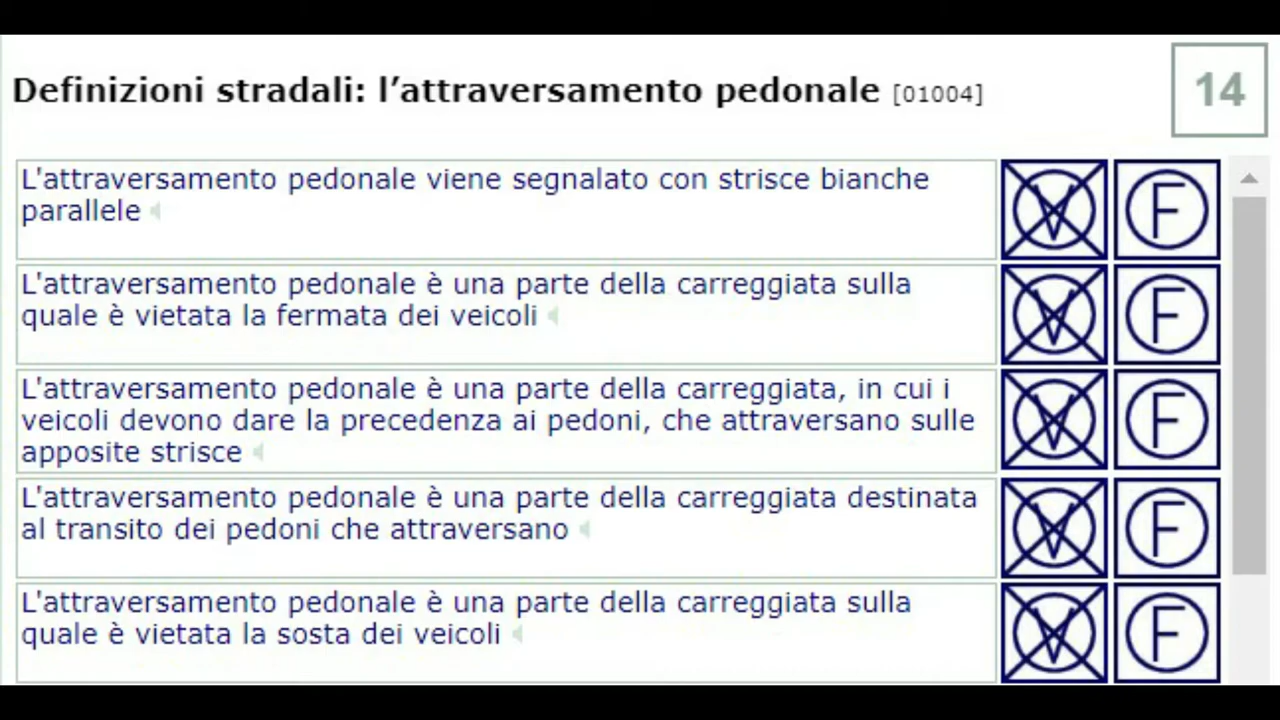 Definizioni stradali: l’attraversamento pedonale [01004]
14
L'attraversamento pedonale viene segnalato con strisce bianche
parallele
V F
L'attraversamento pedonale è una parte della carreggiata sulla
quale è vietata la fermata dei veicoli
V F
L'attraversamento pedonale è una parte della carreggiata, in cui i
veicoli devono dare la precedenza ai pedoni, che attraversano sulle
apposite strisce
V F
L'attraversamento pedonale è una parte della carreggiata destinata
al transito dei pedoni che attraversano
V F
L'attraversamento pedonale è una parte della carreggiata sulla
quale è vietata la sosta dei veicoli
V F